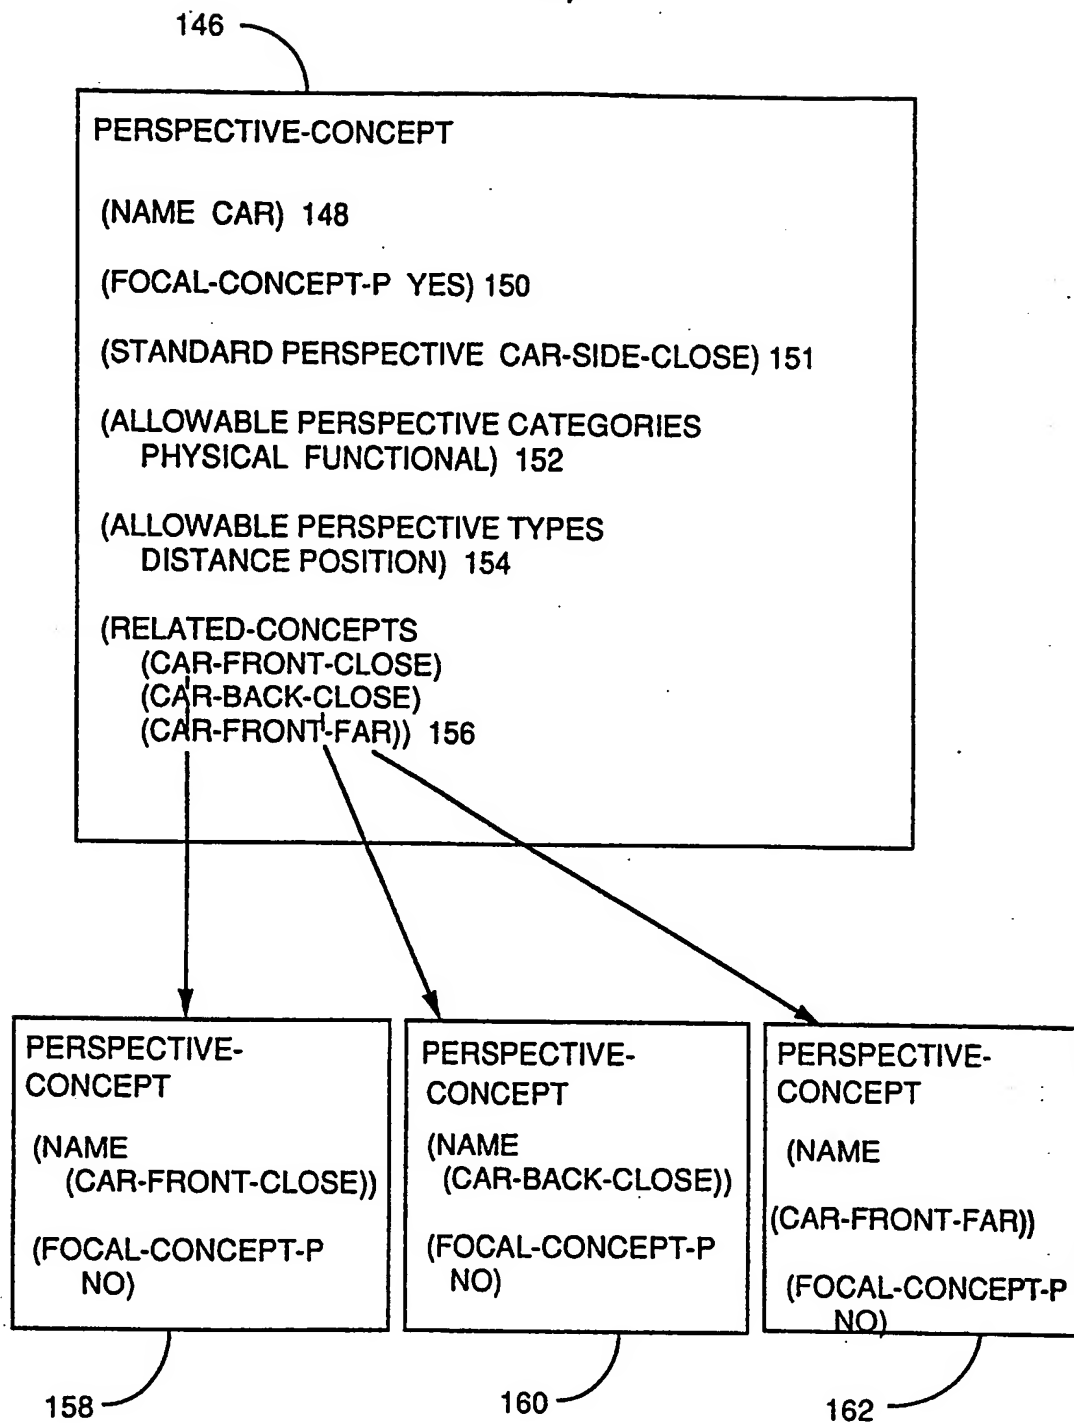 146
PERSPECTIVE-CONCEPT
(NAME CAR) 148
(FOCAL-CONCEPT-P YES) 150
(STANDARD PERSPECTIVE CAR-SIDE-CLOSE) 151
(ALLOWABLE PERSPECTIVE CATEGORIES
PHYSICAL FUNCTIONAL) 152
(ALLOWABLE PERSPECTIVE TYPES
DISTANCE POSITION) 154
(RELATED-CONCEPTS
(CAR-FRONT-CLOSE)
(CAR-BACK-CLOSE)
(CAR-FRONT-FAR)) 156
PERSPECTIVE-
CONCEPT
(NAME
(CAR-FRONT-CLOSE))
(FOCAL-CONCEPT-P
NO)
158
PERSPECTIVE-
CONCEPT
(NAME
(CAR-BACK-CLOSE))
(FOCAL-CONCEPT-P
NO)
160
PERSPECTIVE-
CONCEPT
(NAME
(CAR-FRONT-FAR))
(FOCAL-CONCEPT-P
NO)
162